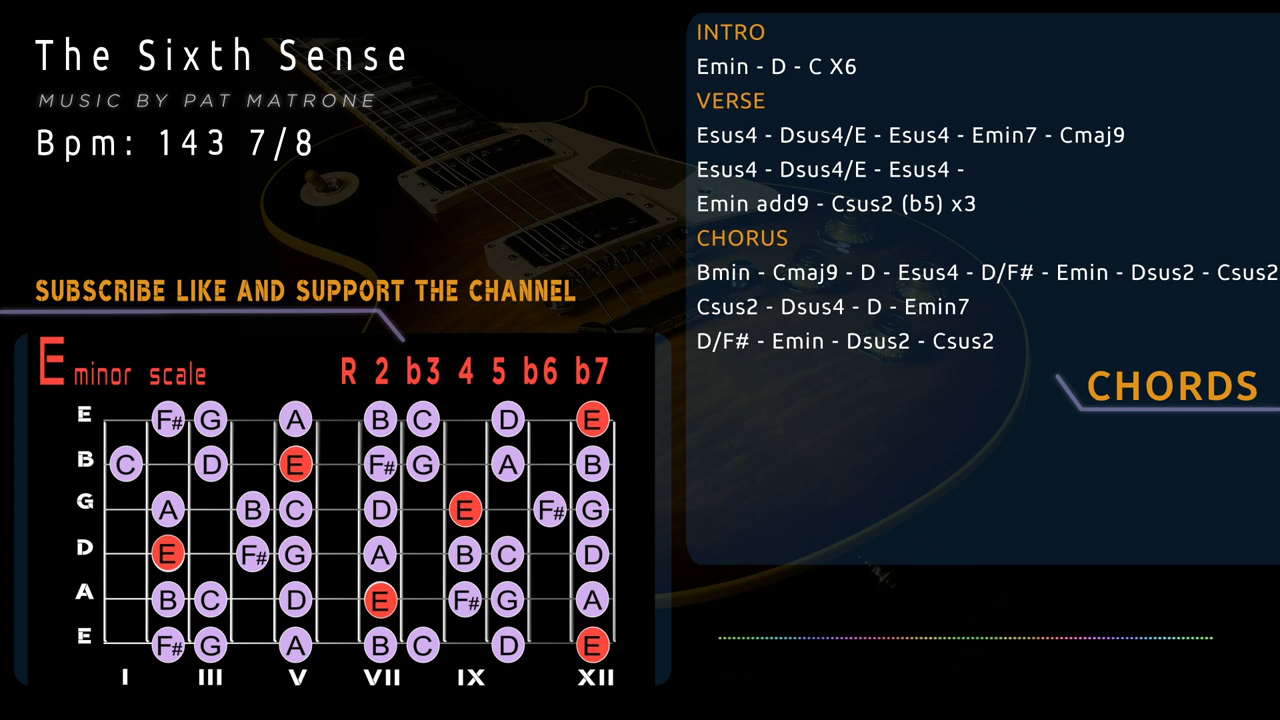 The Sixth Sense
MUSIC BY PAT MATRONE
Bpm: 143 7/8
SUBSCRIBE LIKE AND SUPPORT THE CHANNEL
E minor scale
R 2 b3 4 5 b6 b7
E F# G A B C D E
B C D E F# G A B
G A B C D E F# G
D E F# G A B C D
A B C D E F# G A
E F# G A B C D E
I III V VII IX XII
INTRO
Emin - D - C X6
VERSE
Esus4 - Dsus4/E - Esus4 - Emin7 - Cmaj9
Esus4 - Dsus4/E - Esus4 -
Emin add9 - Csus2 (b5) x3
CHORUS
Bmin - Cmaj9 - D - Esus4 - D/F# - Emin - Dsus2 - Csus2
Csus2 - Dsus4 - D - Emin7
D/F# - Emin - Dsus2 - Csus2
CHORDS